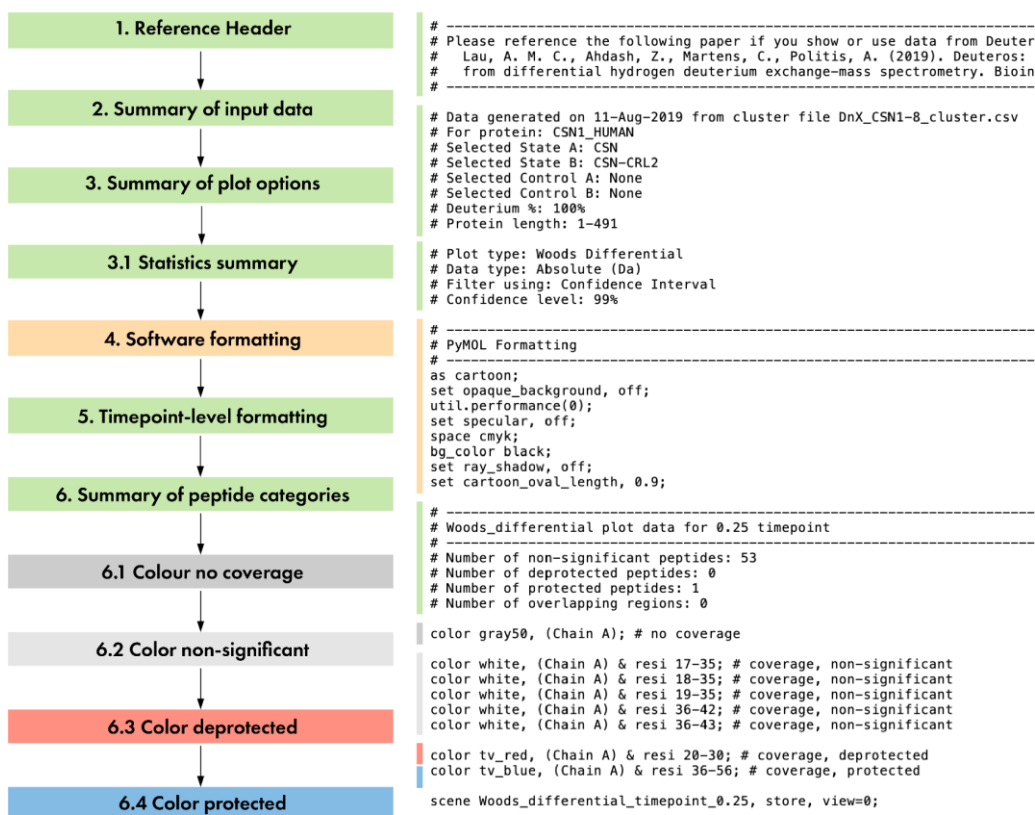 1. Reference Header
2. Summary of input data
3. Summary of plot options
3.1 Statistics summary
4. Software formatting
5. Timepoint-level formatting
6. Summary of peptide categories
6.1 Colour no coverage
6.2 Color non-significant
6.3 Color deprotected
6.4 Color protected
# --------------------------------------------------------------------
# Please reference the following paper if you show or use data from Deuter
#   Lau, A. M. C., Ahdash, Z., Martens, C., Politis, A. (2019). Deuteros:
#   from differential hydrogen deuterium exchange-mass spectrometry. Bioin
# --------------------------------------------------------------------
# Data generated on 11-Aug-2019 from cluster file DnX_CSN1-8_cluster.csv
# For protein: CSN1_HUMAN
# Selected State A: CSN
# Selected State B: CSN-CRL2
# Selected Control A: None
# Selected Control B: None
# Deuterium %: 100%
# Protein length: 1-491
# Plot type: Woods Differential
# Data type: Absolute (Da)
# Filter using: Confidence Interval
# Confidence level: 99%
# --------------------------------------------------------------------
# PyMOL Formatting
# --------------------------------------------------------------------
as cartoon;
set opaque_background, off;
util.performance(0);
set specular, off;
space cmyk;
bg_color black;
set ray_shadow, off;
set cartoon_oval_length, 0.9;
# --------------------------------------------------------------------
# Woods_differential plot data for 0.25 timepoint
# --------------------------------------------------------------------
# Number of non-significant peptides: 53
# Number of deprotected peptides: 0
# Number of protected peptides: 1
# Number of overlapping regions: 0
color gray50, (Chain A); # no coverage
color white, (Chain A) & resi 17-35; # coverage, non-significant
color white, (Chain A) & resi 18-35; # coverage, non-significant
color white, (Chain A) & resi 19-35; # coverage, non-significant
color white, (Chain A) & resi 36-42; # coverage, non-significant
color white, (Chain A) & resi 36-43; # coverage, non-significant
color tv_red, (Chain A) & resi 20-30; # coverage, deprotected
color tv_blue, (Chain A) & resi 36-56; # coverage, protected
scene Woods_differential_timepoint_0.25, store, view=0;